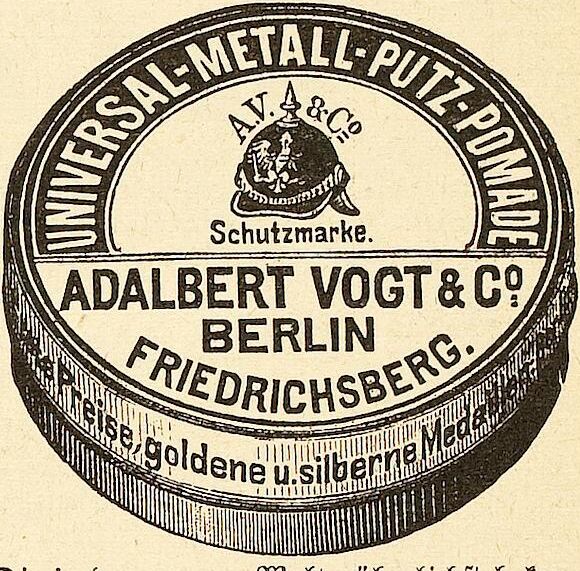 UNIVERSAL-METALL-PUTZ-POMADE
A.V. & Co
Schutzmarke.
ADALBERT VOGT & Co.
BERLIN
FRIEDRICHSBERG.
Preise, goldene u. silberne